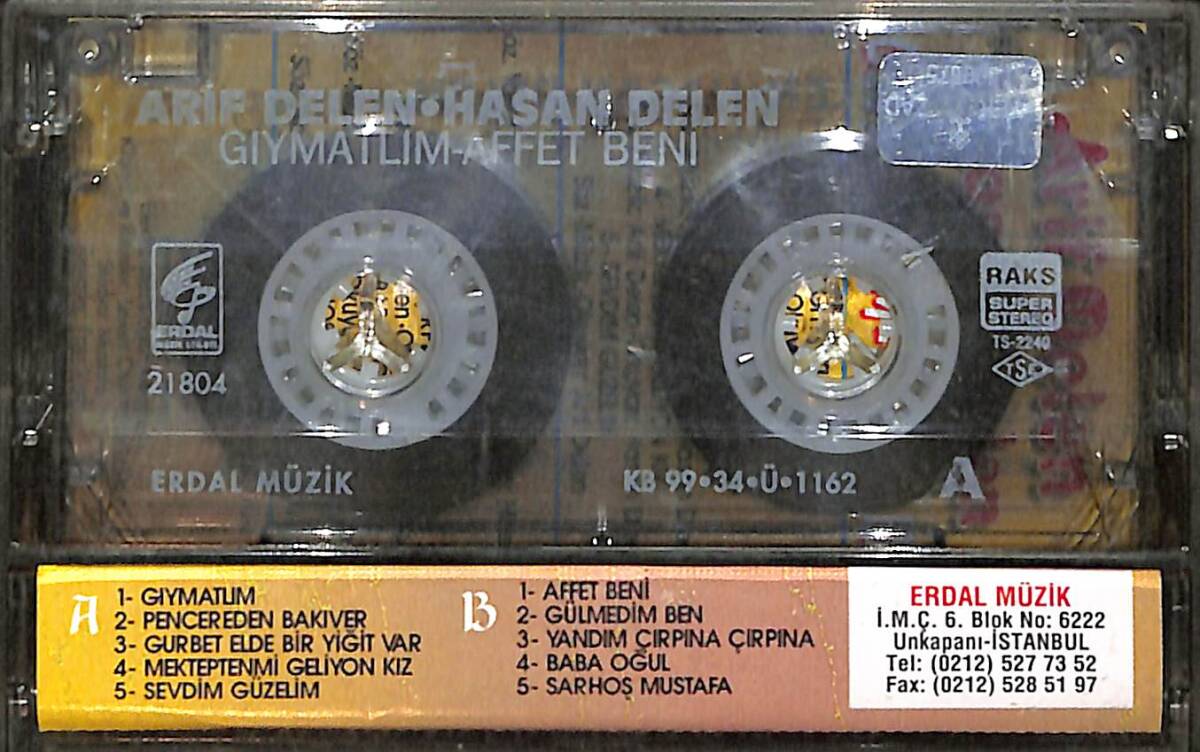 ARİF DELEN•HASAN DELEN
GIYMATLIM-AFFET BENİ
ERDAL
21804
RAKS
SUPER
STEREO
TS-2240
TSE
ERDAL MÜZİK
KB 99•34•Ü•1162
A
A
1- GIYMATLIM
2- PENCEREDEN BAKIVER
3- GURBET ELDE BİR YİĞİT VAR
4- MEKTEPTENMİ GELİYON KIZ
5- SEVDİM GÜZELİM
B
1- AFFET BENİ
2- GÜLMEDİM BEN
3- YANDIM ÇIRPINA ÇIRPINA
4- BABA OĞUL
5- SARHOŞ MUSTAFA
ERDAL MÜZİK
İ.M.Ç. 6. Blok No: 6222
Unkapanı-İSTANBUL
Tel: (0212) 527 73 52
Fax: (0212) 528 51 97